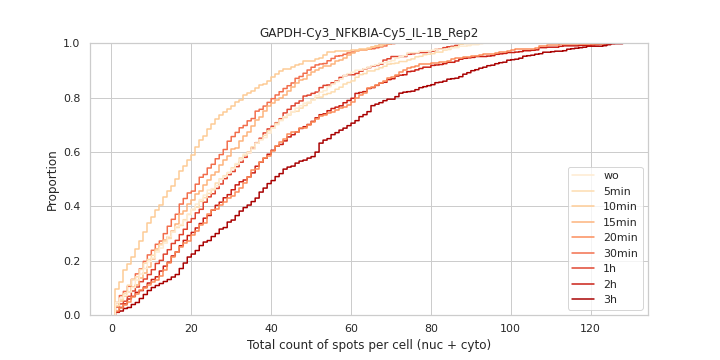 GAPDH-Cy3_NFKBIA-Cy5_IL-1B_Rep2
1.0
0.8
0.6
0.4
0.2
0.0
Proportion
wo
5min
10min
15min
20min
30min
1h
2h
3h
0 20 40 60 80 100 120
Total count of spots per cell (nuc + cyto)